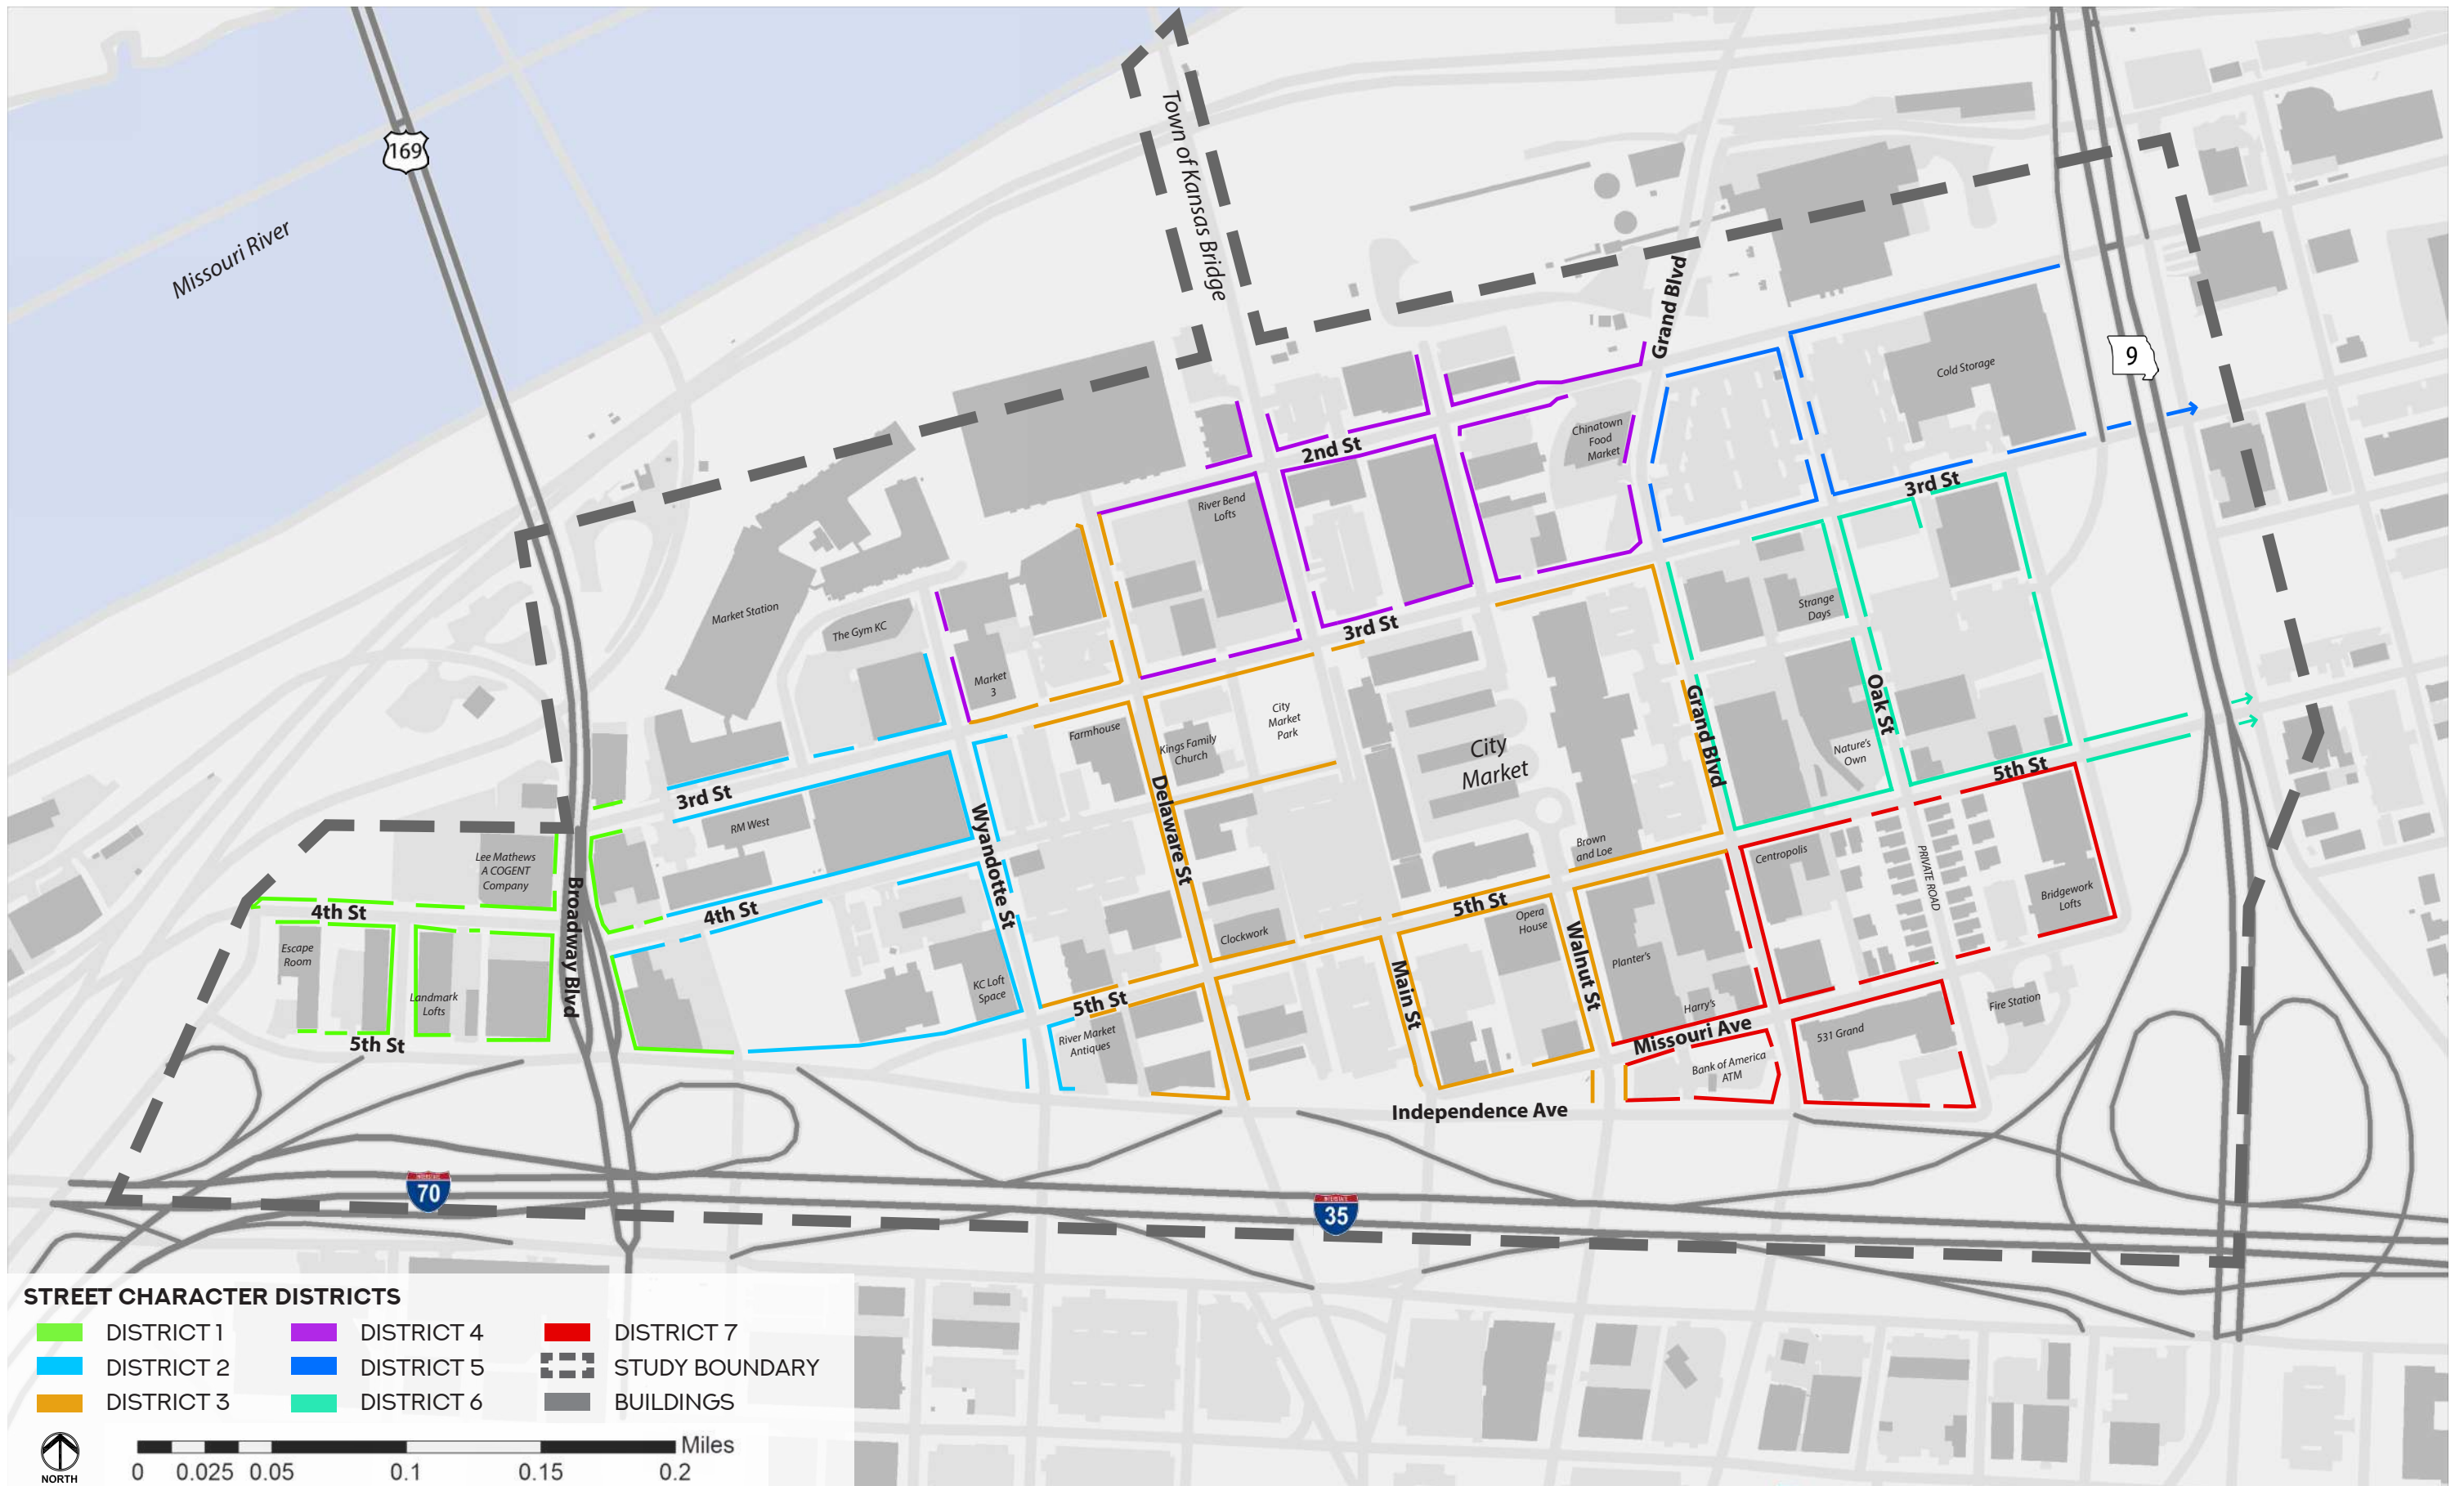 169
Missouri River
Town of Kansas Bridge
Grand Blvd
9
Cold Storage
2nd St
Chinatown
Food
Market
3rd St
River Bend
Lofts
Market Station
The Gym KC
Market
3
3rd St
Strange
Days
Farmhouse
Kings Family
Church
City
Market
Park
City
Market
Grand Blvd
Oak St
Nature's
Own
5th St
3rd St
RM West
Wyandotte St
Delaware St
Brown
and Loe
Centropolis
PRIVATE ROAD
Bridgework
Lofts
Lee Mathews
A COGENT
Company
Broadway Blvd
4th St
4th St
Escape
Room
Landmark
Lofts
5th St
KC Loft
Space
Clockwork
5th St
Opera
House
Main St
Walnut St
Planter's
Harry's
Missouri Ave
5th St
River Market
Antiques
Bank of America
ATM
531 Grand
Fire Station
Independence Ave
70
35
STREET CHARACTER DISTRICTS
DISTRICT 1
DISTRICT 2
DISTRICT 3
DISTRICT 4
DISTRICT 5
DISTRICT 6
DISTRICT 7
STUDY BOUNDARY
BUILDINGS
NORTH
Miles
0 0.025 0.05 0.1 0.15 0.2